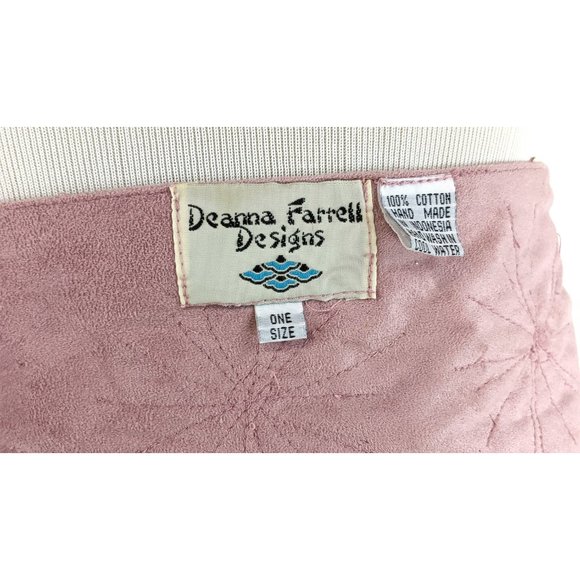 Deanna Farrell
Designs
ONE
SIZE
100% COTTON
HAND MADE
INDONESIA
COOL WATER